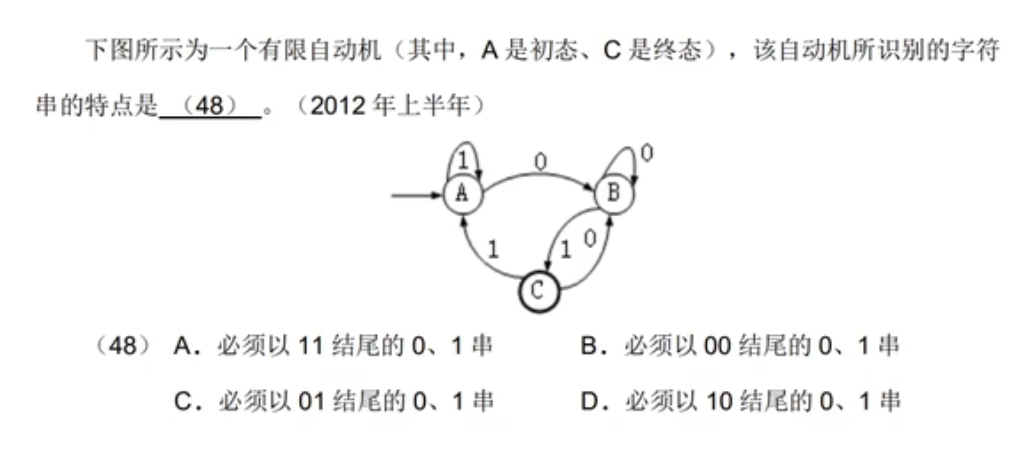 下图所示为一个有限自动机（其中，A 是初态、C 是终态），该自动机所识别的字符
串的特点是 （48） 。（2012 年上半年）
1 0 0
A B
1 1 0
C
（48） A．必须以 11 结尾的 0、1 串 B．必须以 00 结尾的 0、1 串
C．必须以 01 结尾的 0、1 串 D．必须以 10 结尾的 0、1 串